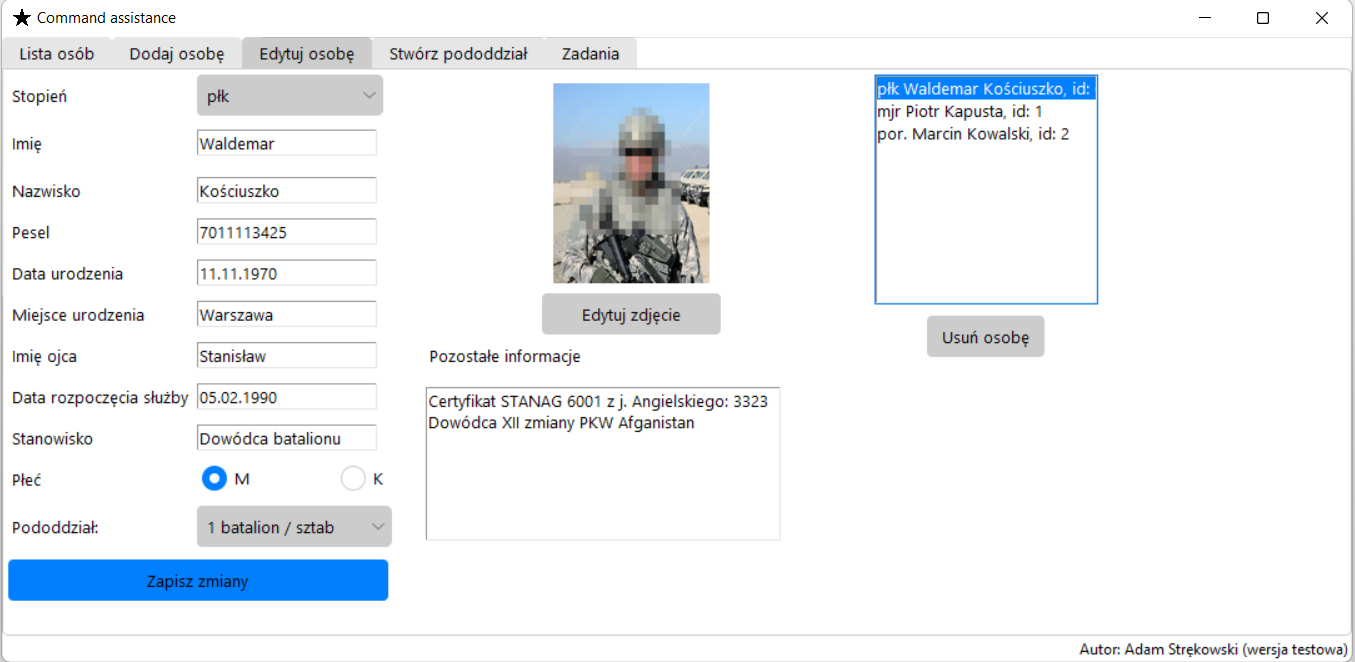 Command assistance
Lista osób Dodaj osobę Edytuj osobę Stwórz pododdział Zadania
Stopień płk
Imię Waldemar
Nazwisko Kościuszko
Pesel 7011113425
Data urodzenia 11.11.1970
Miejsce urodzenia Warszawa
Imię ojca Stanisław
Data rozpoczęcia służby 05.02.1990
Stanowisko Dowódca batalionu
Płeć M K
Pododdział: 1 batalion / sztab
Zapisz zmiany
Edytuj zdjęcie
Pozostałe informacje
Certyfikat STANAG 6001 z j. Angielskiego: 3323
Dowódca XII zmiany PKW Afganistan
płk Waldemar Kościuszko, id:
mjr Piotr Kapusta, id: 1
por. Marcin Kowalski, id: 2
Usuń osobę
Autor: Adam Strękowski (wersja testowa)